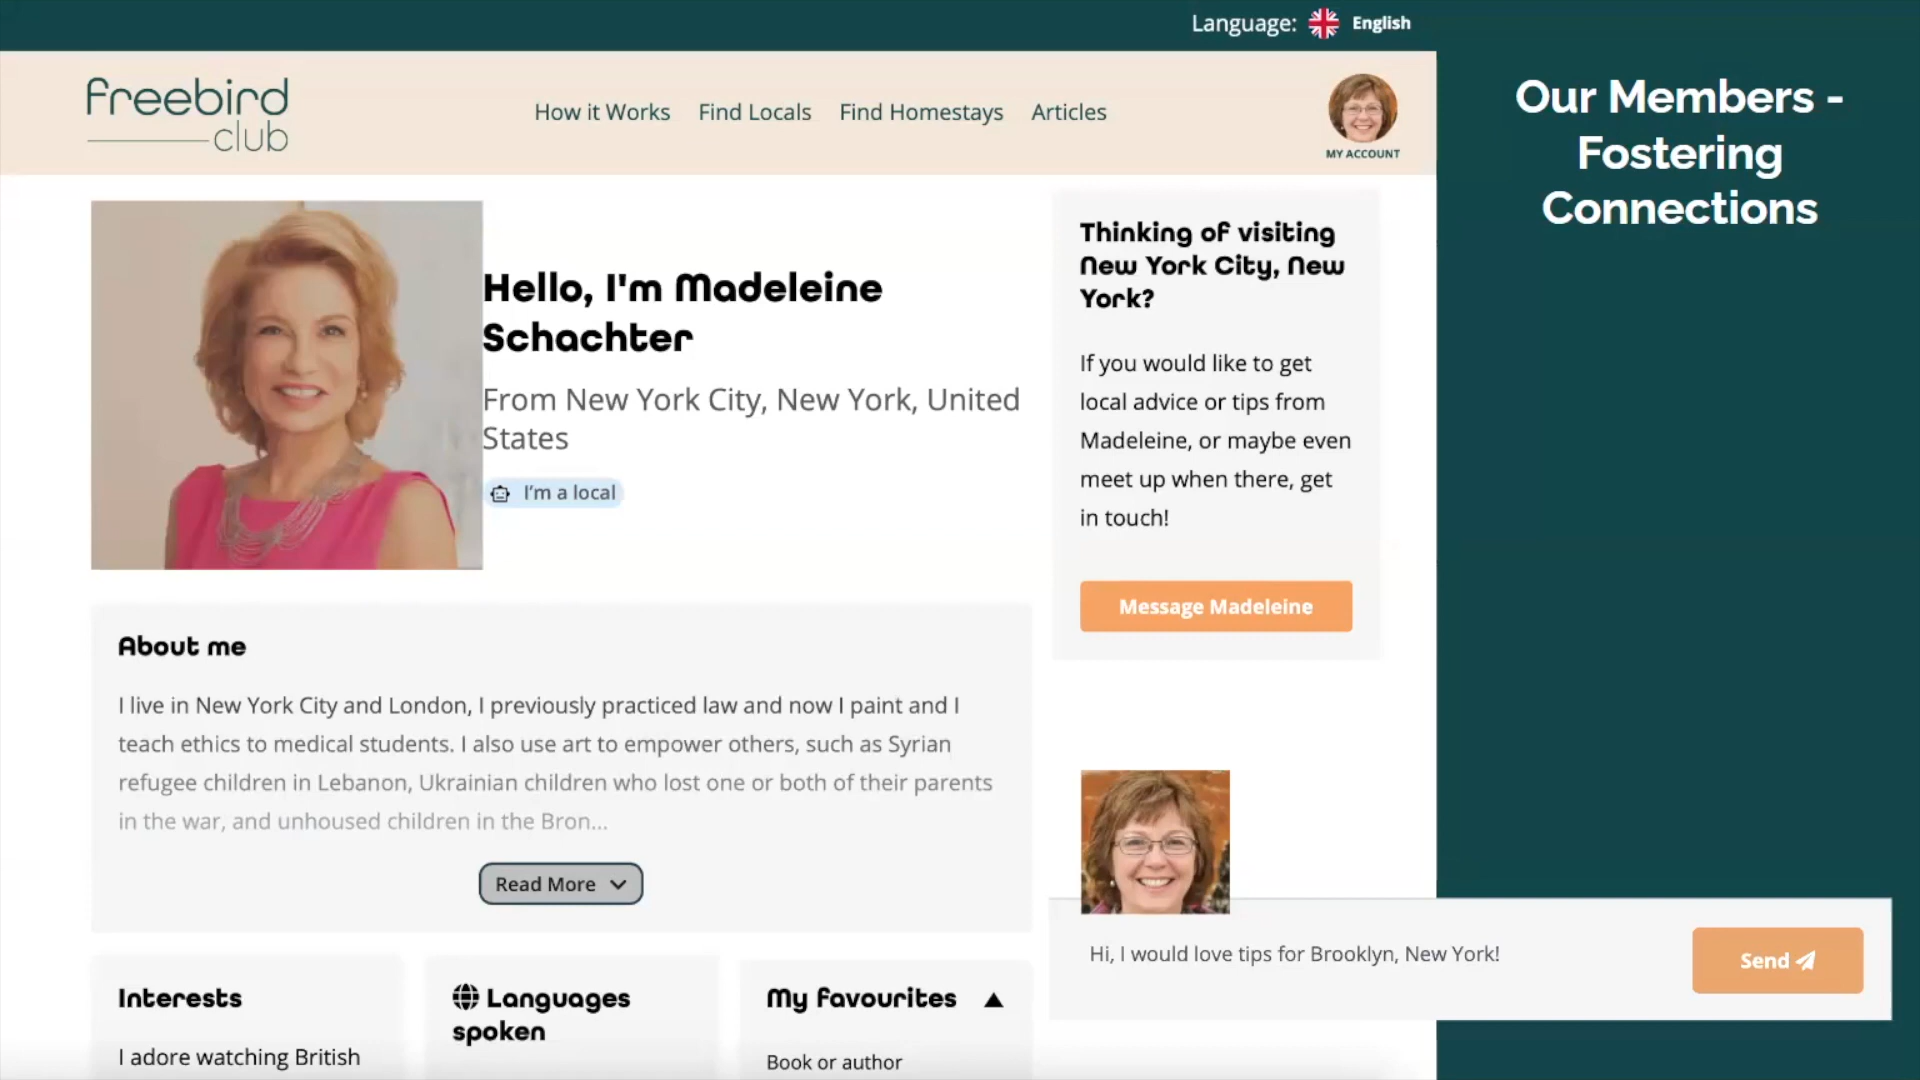 Language: English
freebird
club
How it Works Find Locals Find Homestays Articles
MY ACCOUNT
Our Members -
Fostering
Connections
Hello, I'm Madeleine
Schachter
From New York City, New York, United
States
I'm a local
Thinking of visiting
New York City, New
York?
If you would like to get
local advice or tips from
Madeleine, or maybe even
meet up when there, get
in touch!
Message Madeleine
About me
I live in New York City and London, I previously practiced law and now I paint and I
teach ethics to medical students. I also use art to empower others, such as Syrian
refugee children in Lebanon, Ukrainian children who lost one or both of their parents
in the war, and unhoused children in the Bron...
Read More
Hi, I would love tips for Brooklyn, New York!
Send
Interests
I adore watching British
Languages
spoken
My favourites
Book or author